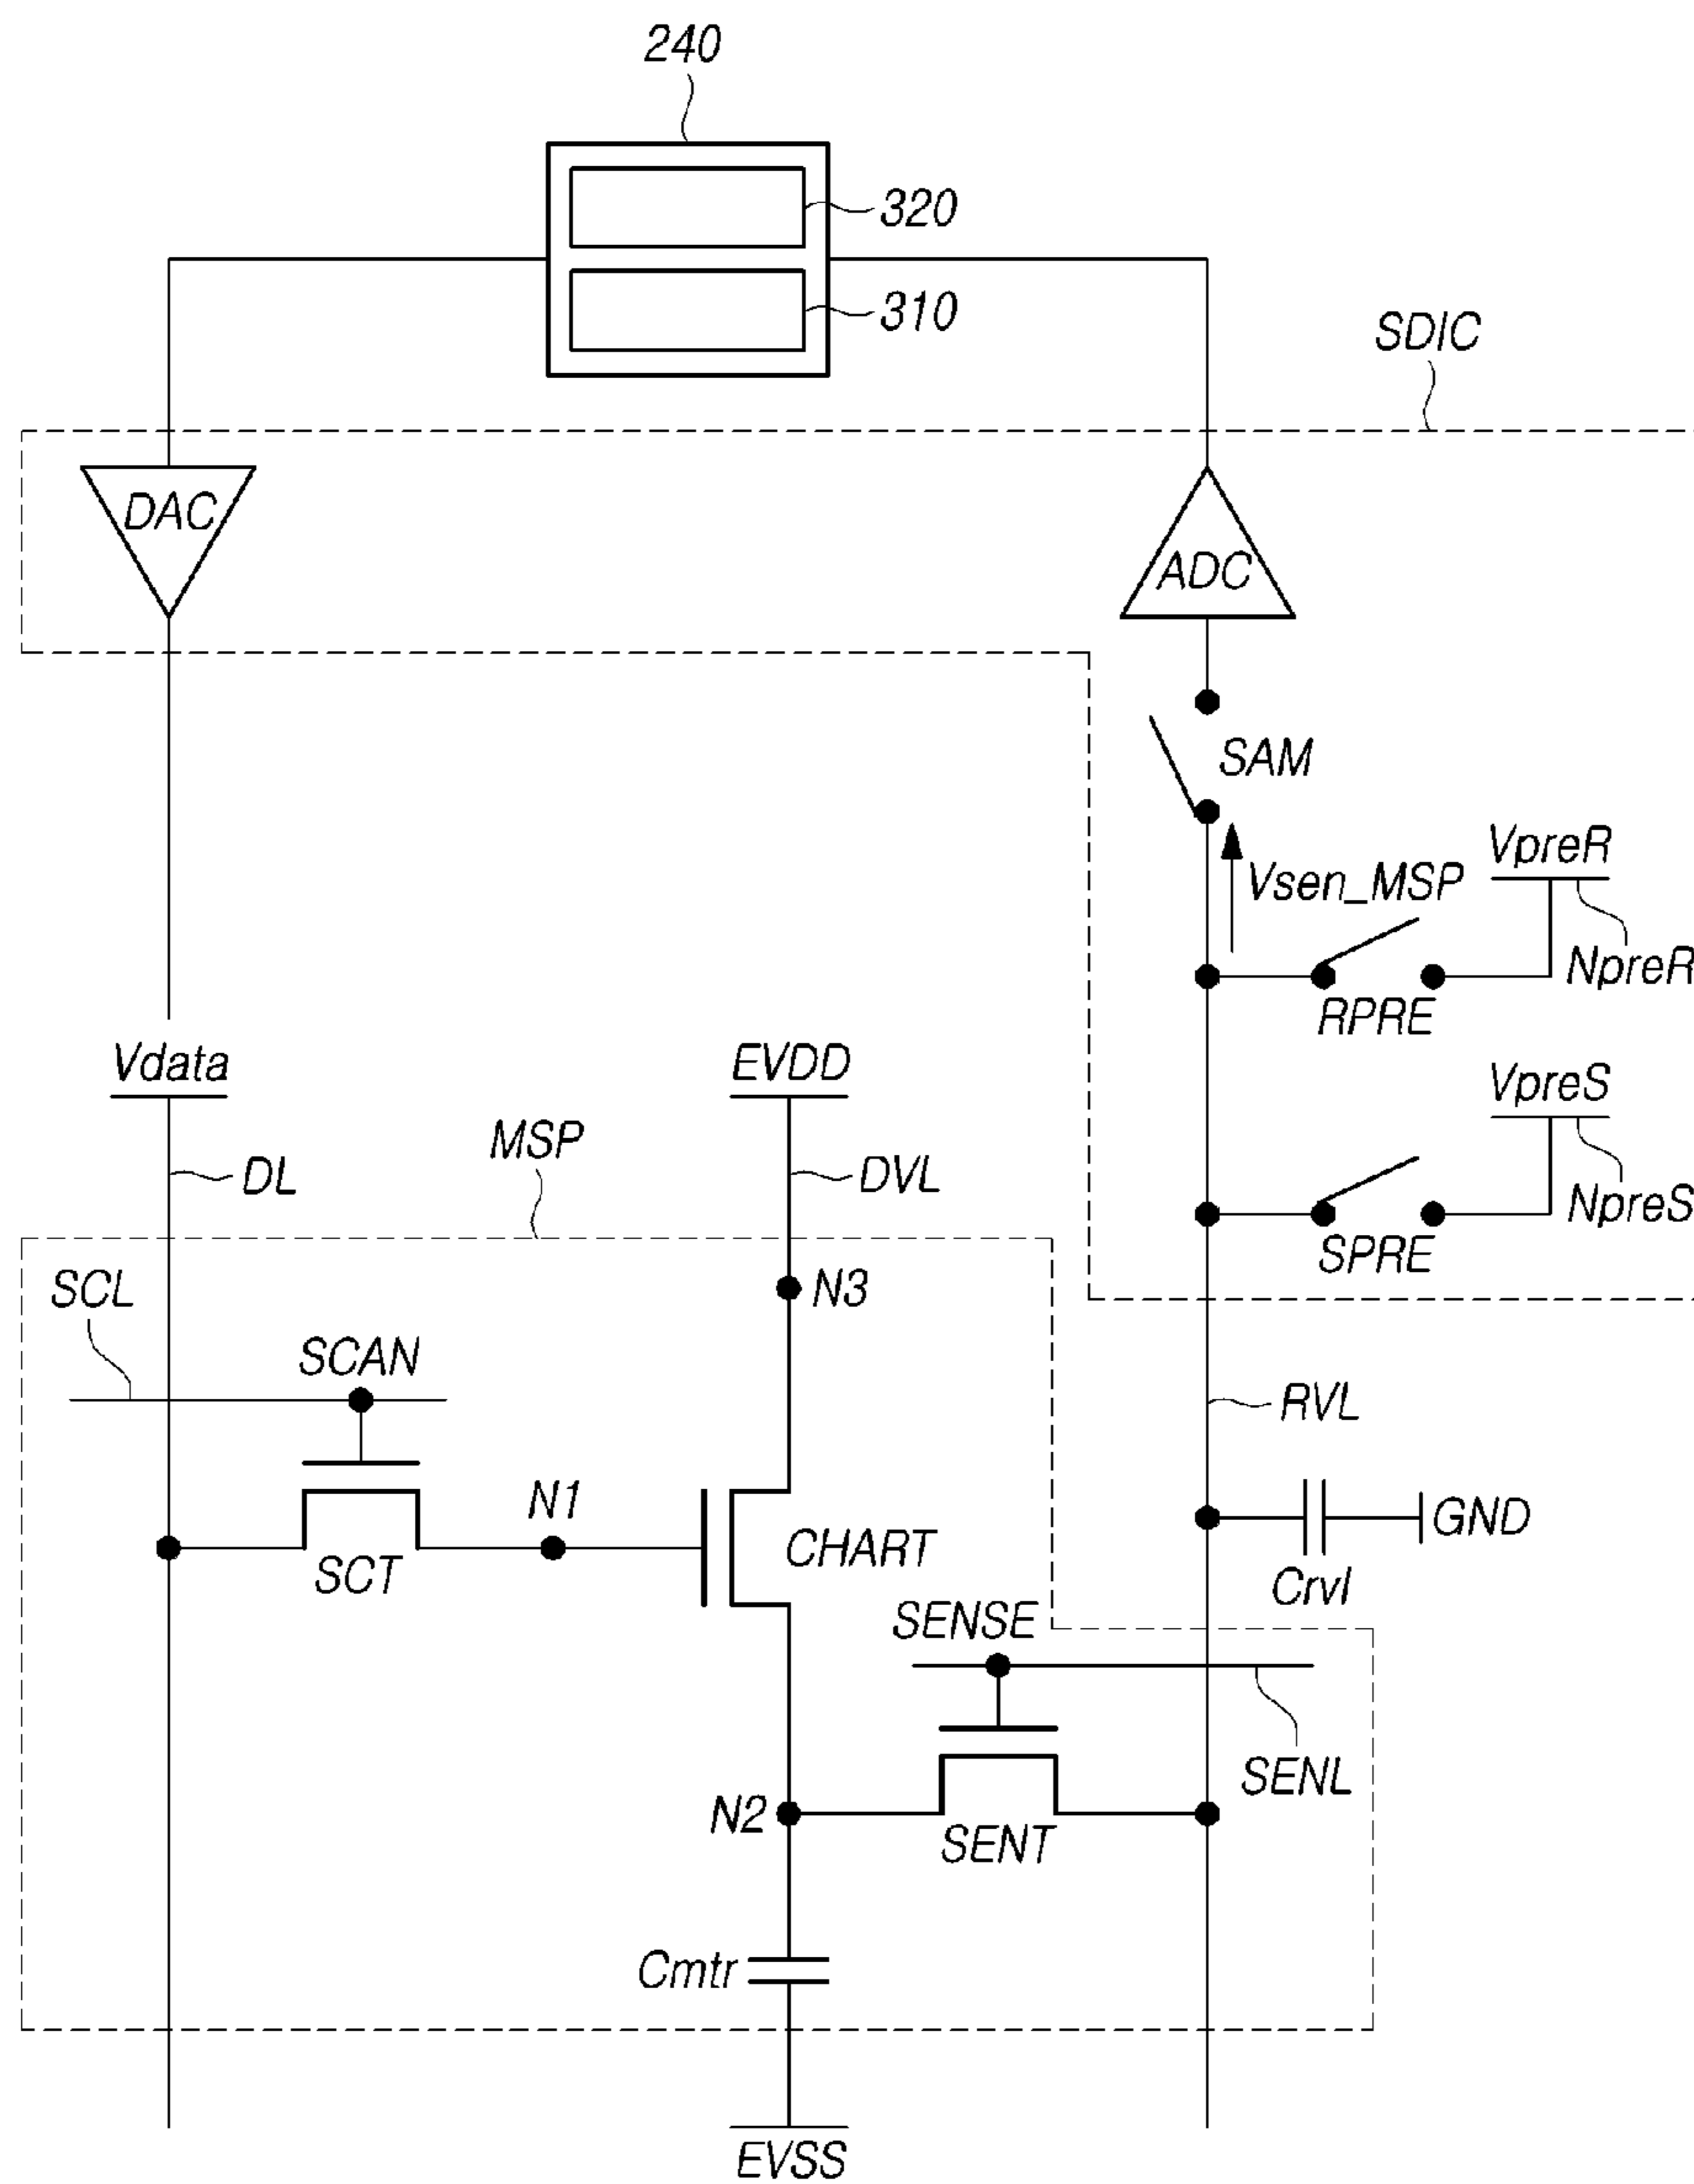 240
320
310
SDIC
DAC
ADC
SAM
VpreR
Vsen_MSP
NpreR
RPRE
Vdata
EVDD
VpreS
MSP
DL
DVL
NpreS
SPRE
SCL
N3
SCAN
RVL
N1
GND
CHART
SCT
Crvl
SENSE
SENL
N2
SENT
Cmtr
EVSS